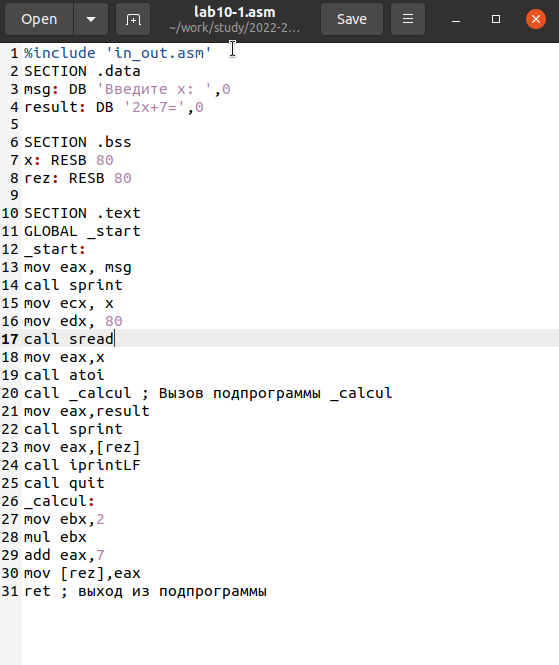 Open
lab10-1.asm
~/work/study/2022-2...
Save
1 %include 'in_out.asm'
2 SECTION .data
3 msg: DB 'Введите x: ',0
4 result: DB '2x+7=',0
5
6 SECTION .bss
7 x: RESB 80
8 rez: RESB 80
9
10 SECTION .text
11 GLOBAL _start
12 _start:
13 mov eax, msg
14 call sprint
15 mov ecx, x
16 mov edx, 80
17 call sread
18 mov eax,x
19 call atoi
20 call _calcul ; Вызов подпрограммы _calcul
21 mov eax,result
22 call sprint
23 mov eax,[rez]
24 call iprintLF
25 call quit
26 _calcul:
27 mov ebx,2
28 mul ebx
29 add eax,7
30 mov [rez],eax
31 ret ; выход из подпрограммы